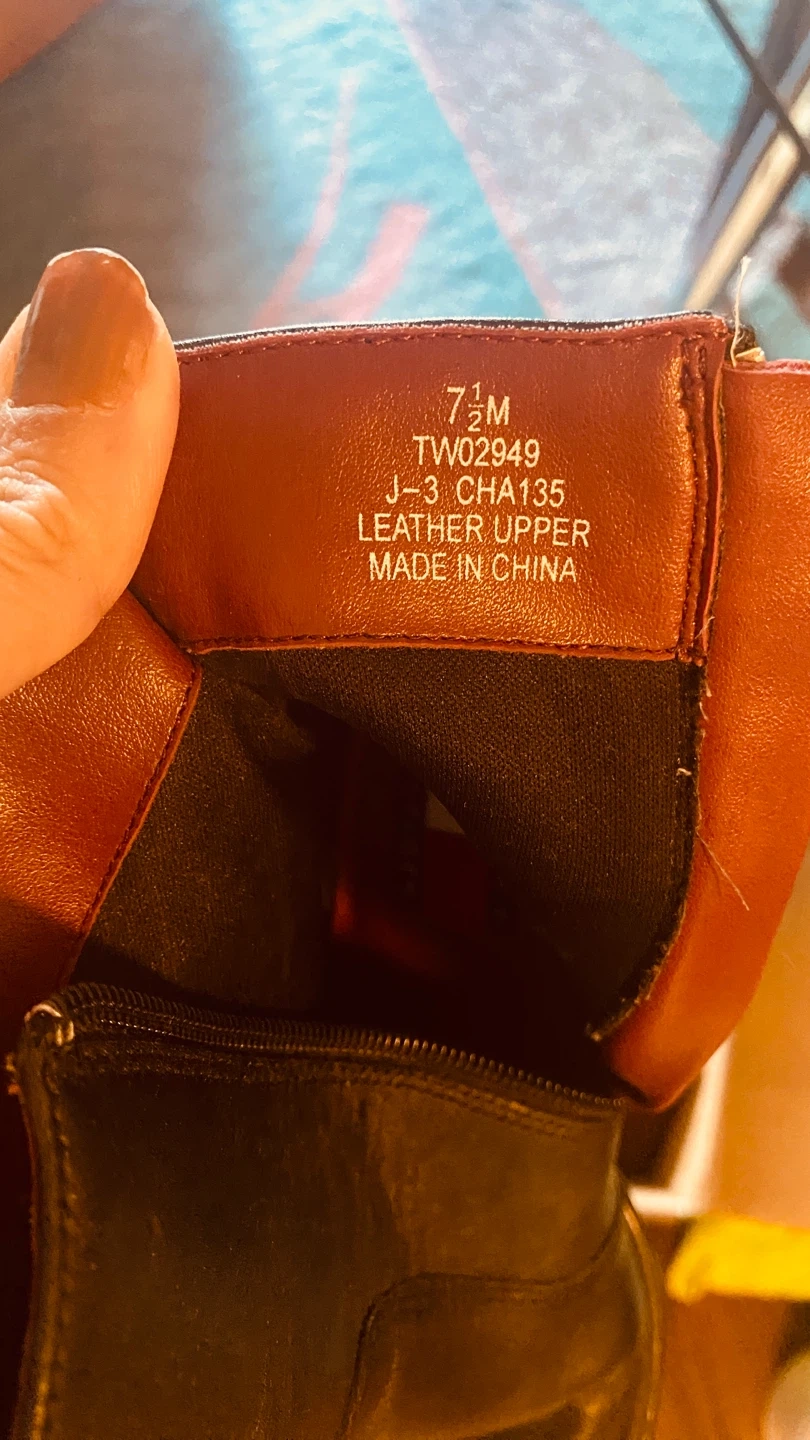 7½M
TW02949
J-3 CHA135
LEATHER UPPER
MADE IN CHINA